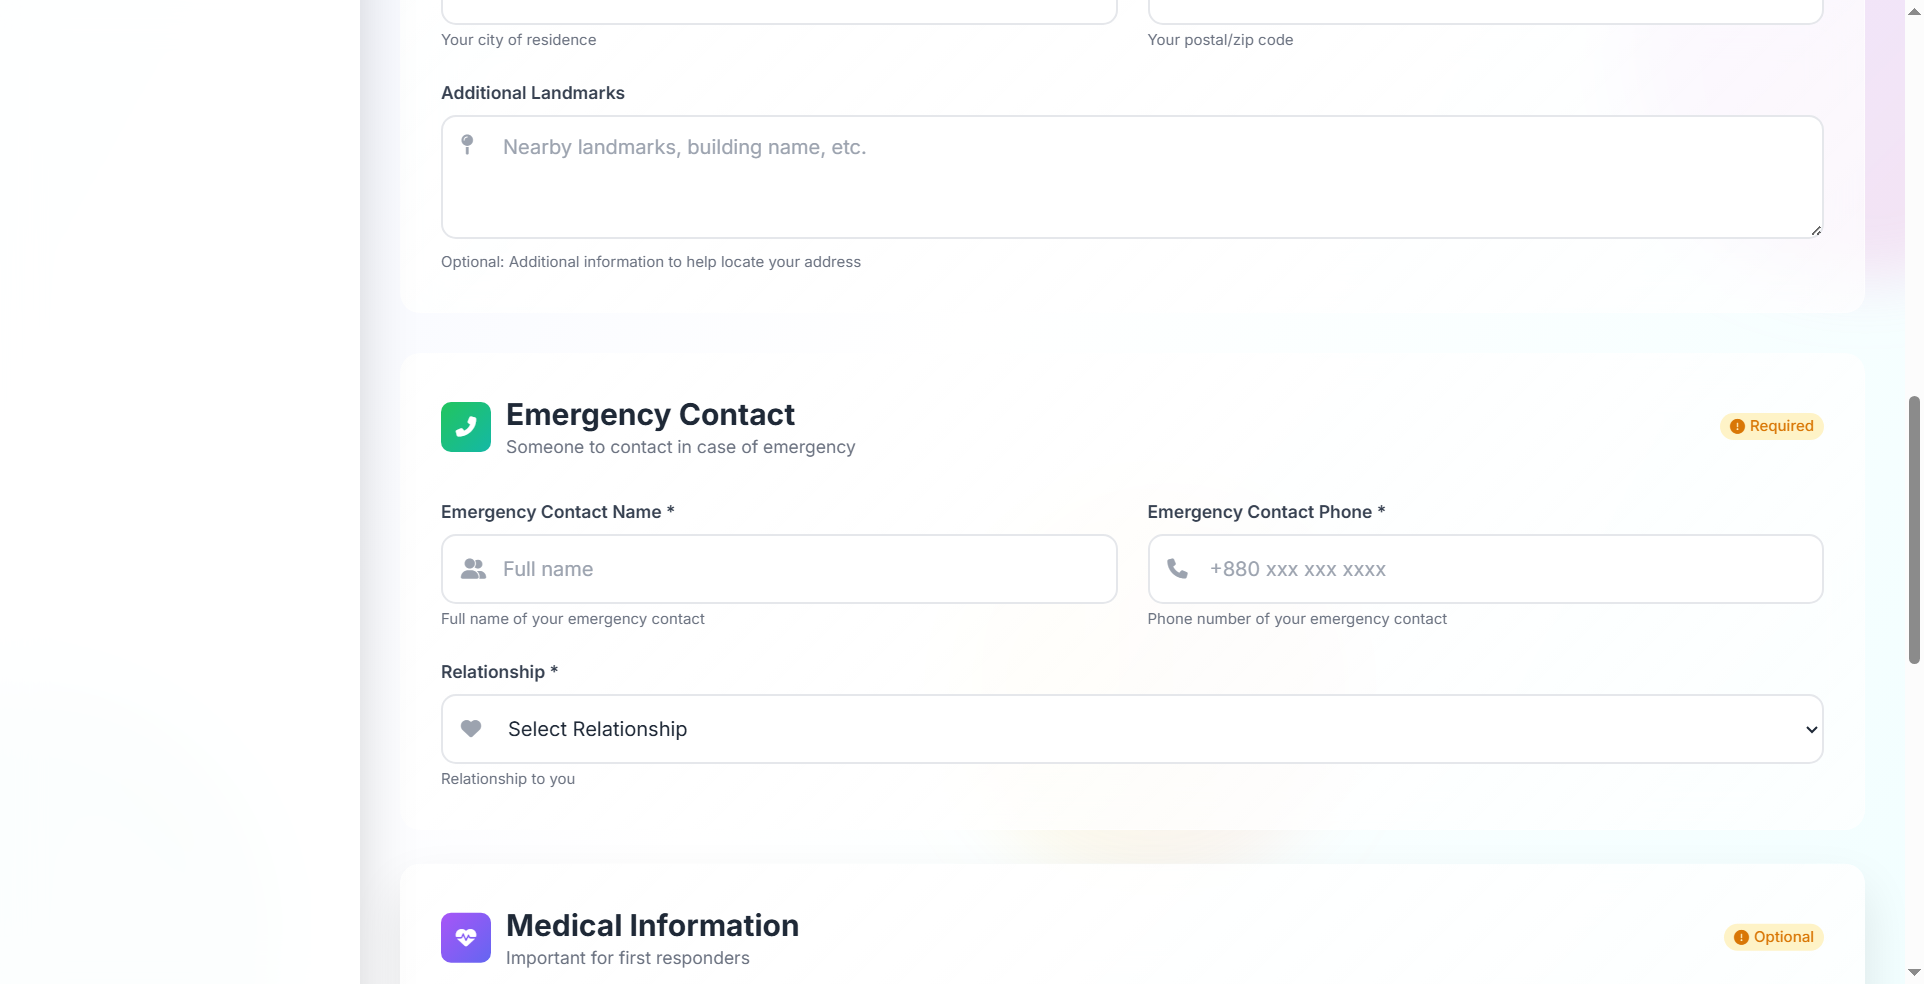 Your city of residence
Your postal/zip code
Additional Landmarks
Nearby landmarks, building name, etc.
Optional: Additional information to help locate your address
Emergency Contact
Someone to contact in case of emergency
Required
Emergency Contact Name *
Emergency Contact Phone *
Full name
+880 xxx xxx xxxx
Full name of your emergency contact
Phone number of your emergency contact
Relationship *
Select Relationship
Relationship to you
Medical Information
Important for first responders
Optional